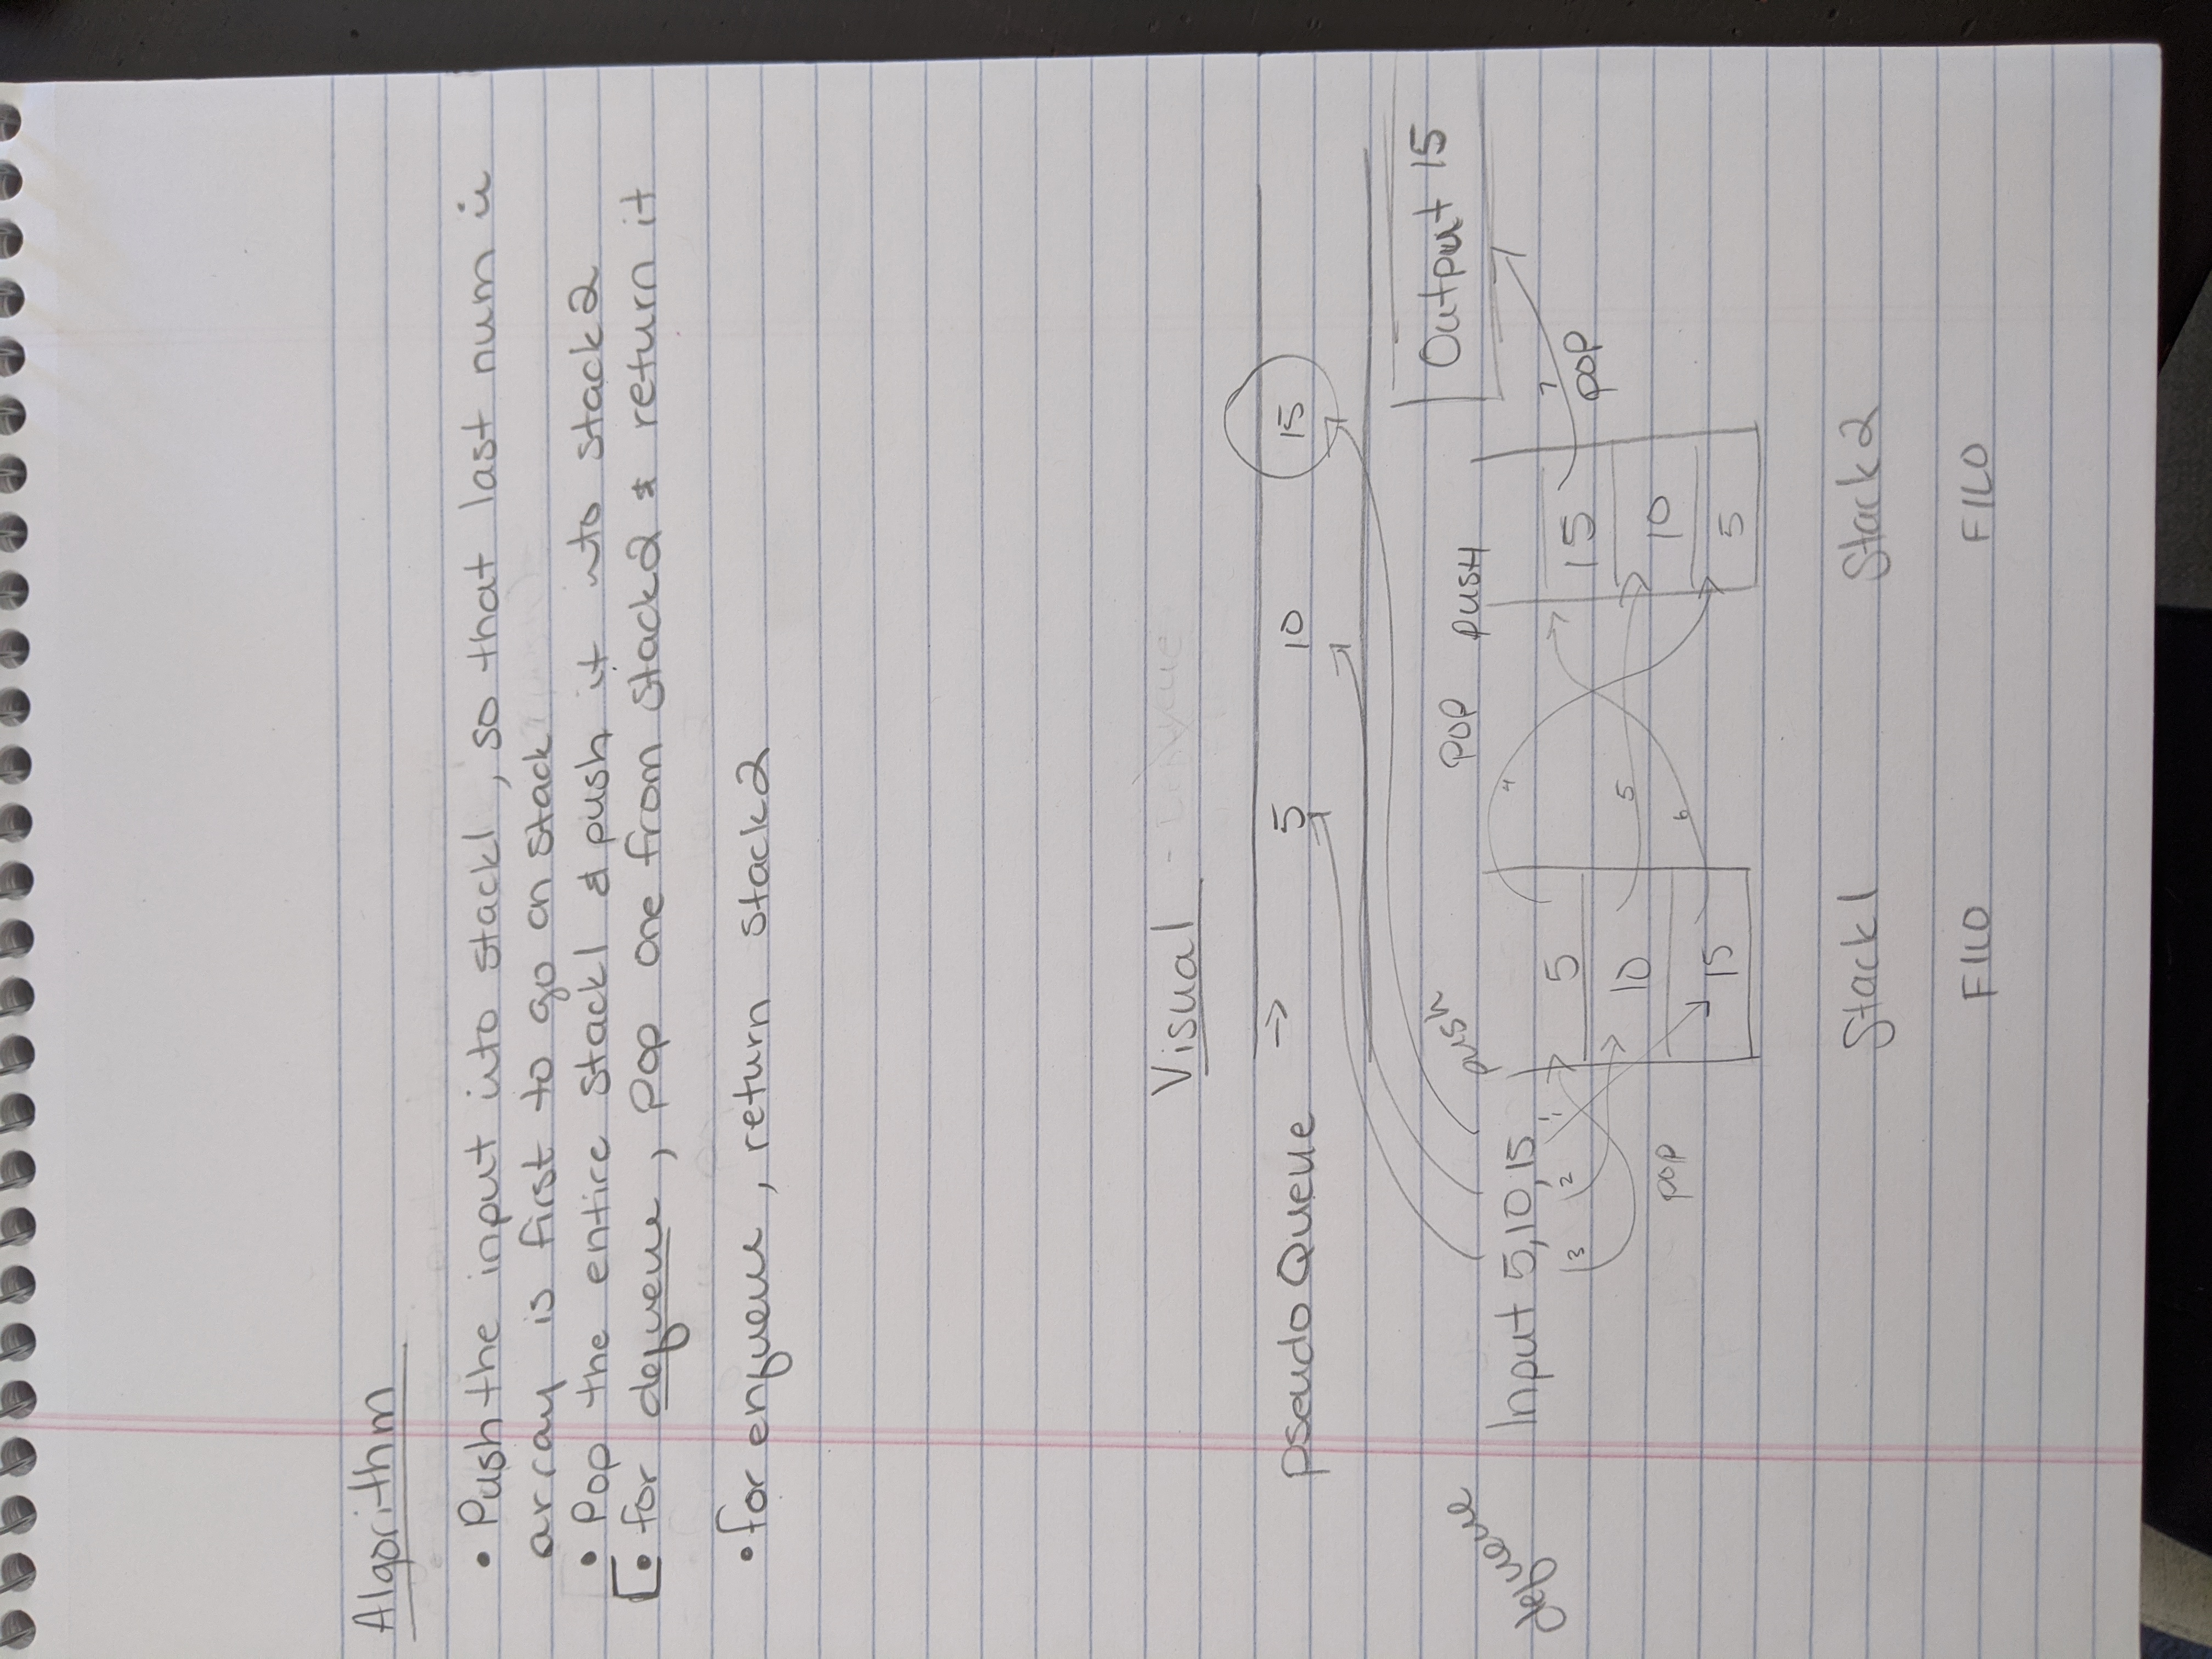 Algorithm
• Push the input into stack1, so that last num in
array is first to go on stack
• Pop the entire stack1 & push it into stack2
[• for dequeue, pop one from stack2 & return it
• for enqueue, return stack2
Visual
pseudo Queue → 5 10 15
Output 15
push
pop push
dequeue
Input 5,10,15
1
2
3
4
5
6
7
pop
pop
5
10
15
15
10
5
Stack1 Stack2
FILO FILO